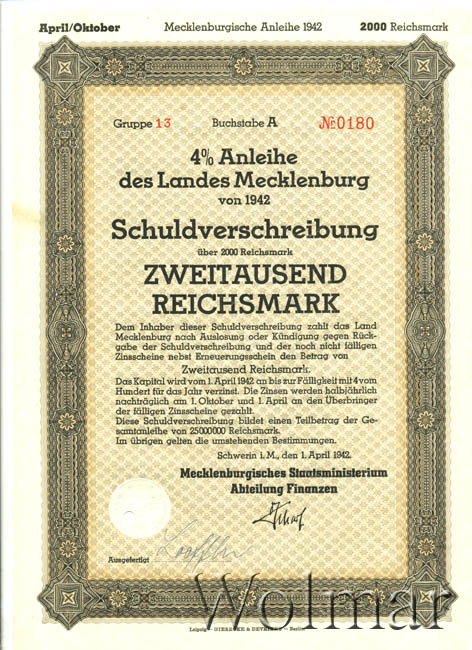 April/Oktober Mecklenburgische Anleihe 1942 2000 Reichsmark
Gruppe 13 Buchstabe A № 0180
4% Anleihe
des Landes Mecklenburg
von 1942
Schuldverschreibung
über 2000 Reichsmark
ZWEITAUSEND
REICHSMARK
Dem Inhaber dieser Schuldverschreibung zahlt das Land
Mecklenburg nach Auslosung oder Kündigung gegen Rück-
gabe der Schuldverschreibung und der noch nicht fälligen
Zinsscheine nebst Erneuerungsschein den Betrag von
Zweitausend Reichsmark.
Das Kapital wird vom 1. April 1942 an bis zur Fälligkeit mit 4 vom
Hundert für das Jahr verzinst. Die Zinsen werden halbjährlich
nachträglich am 1. Oktober und 1. April an den Überbringer
der fälligen Zinsscheine gezahlt.
Diese Schuldverschreibung bildet einen Teilbetrag der Ge-
samtanleihe von 25000000 Reichsmark.
Im übrigen gelten die umstehenden Bestimmungen.
Schwerin i. M., den 1. April 1942.
Mecklenburgisches Staatsministerium
Abteilung Finanzen
Ausgefertigt
Wolmar
Leipzig – GIESECKE & DEVRIENT – Berlin